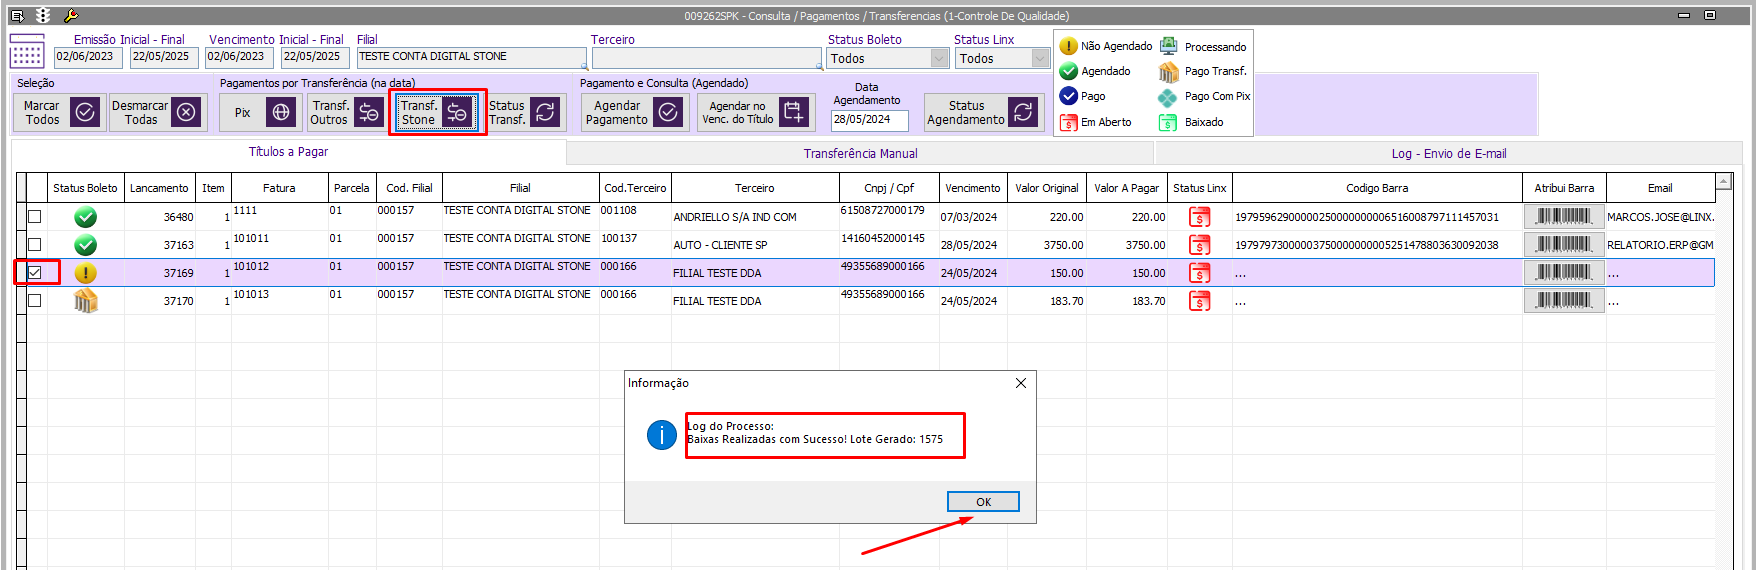 009262SPK - Consulta / Pagamentos / Transferencias (1-Controle De Qualidade)
Emissão Inicial - Final Vencimento Inicial - Final Filial Terceiro Status Boleto Status Linx
02/06/2023 22/05/2025 02/06/2023 22/05/2025 TESTE CONTA DIGITAL STONE Todos Todos
Não Agendado Processando
Agendado Pago Transf.
Pago Pago Com Pix
Em Aberto Baixado
Seleção Pagamentos por Transferência (na data) Pagamento e Consulta (Agendado)
Marcar Todos
Desmarcar Todas
Pix
Transf. Outros
Transf. Stone
Status Transf.
Agendar Pagamento
Agendar no Venc. do Título
Data Agendamento
28/05/2024
Status Agendamento
Títulos a Pagar Transferência Manual Log - Envio de E-mail
Status Boleto Lancamento Item Fatura Parcela Cod. Filial Filial Cod.Terceiro Terceiro Cnpj / Cpf Vencimento Valor Original Valor A Pagar Status Linx Codigo Barra Atribui Barra Email
36480 1 1111 01 000157 TESTE CONTA DIGITAL STONE 001108 ANDRIELLO S/A IND COM 61508727000179 07/03/2024 220.00 220.00 19795962900000250000000006516008797111457031 MARCOS.JOSE@LINX.
37163 1 101011 01 000157 TESTE CONTA DIGITAL STONE 100137 AUTO - CLIENTE SP 14160452000145 28/05/2024 3750.00 3750.00 19797973000037500000000052514788036300920​38 RELATORIO.ERP@GM
37169 1 101012 01 000157 TESTE CONTA DIGITAL STONE 000166 FILIAL TESTE DDA 49355689000166 24/05/2024 150.00 150.00 ... ...
37170 1 101013 01 000157 TESTE CONTA DIGITAL STONE 000166 FILIAL TESTE DDA 49355689000166 24/05/2024 183.70 183.70 ... ...
Informação
Log do Processo:
Baixas Realizadas com Sucesso! Lote Gerado: 1575
OK